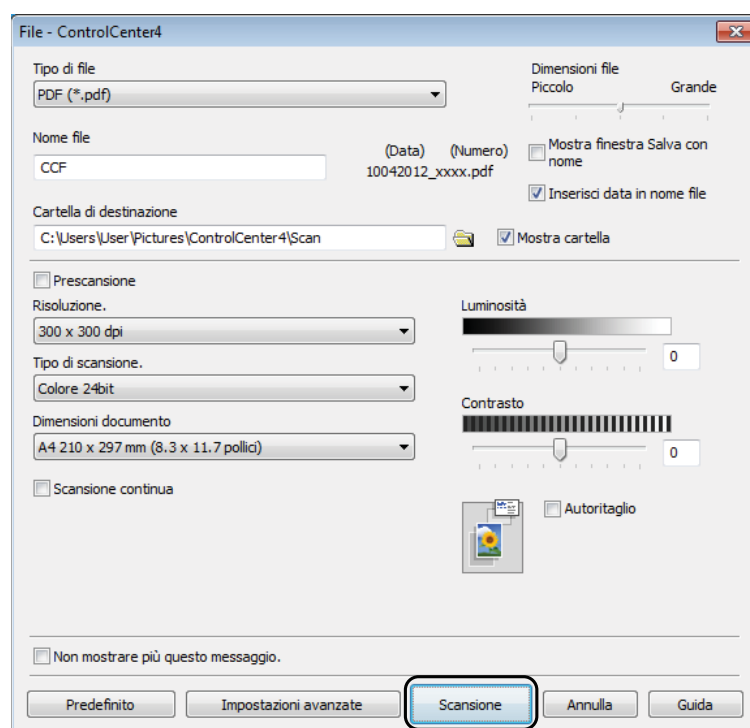 File - ControlCenter4
Tipo di file
PDF (*.pdf)
Dimensioni file
Piccolo Grande
Nome file
CCF
(Data) (Numero)
10042012_xxxx.pdf
Mostra finestra Salva con
nome
Inserisci data in nome file
Cartella di destinazione
C:\Users\User\Pictures\ControlCenter4\Scan
Mostra cartella
Prescansione
Risoluzione.
300 x 300 dpi
Tipo di scansione.
Colore 24bit
Dimensioni documento
A4 210 x 297 mm (8.3 x 11.7 pollici)
Scansione continua
Luminosità
0
Contrasto
0
Autoritaglio
Non mostrare più questo messaggio.
Predefinito Impostazioni avanzate Scansione Annulla Guida